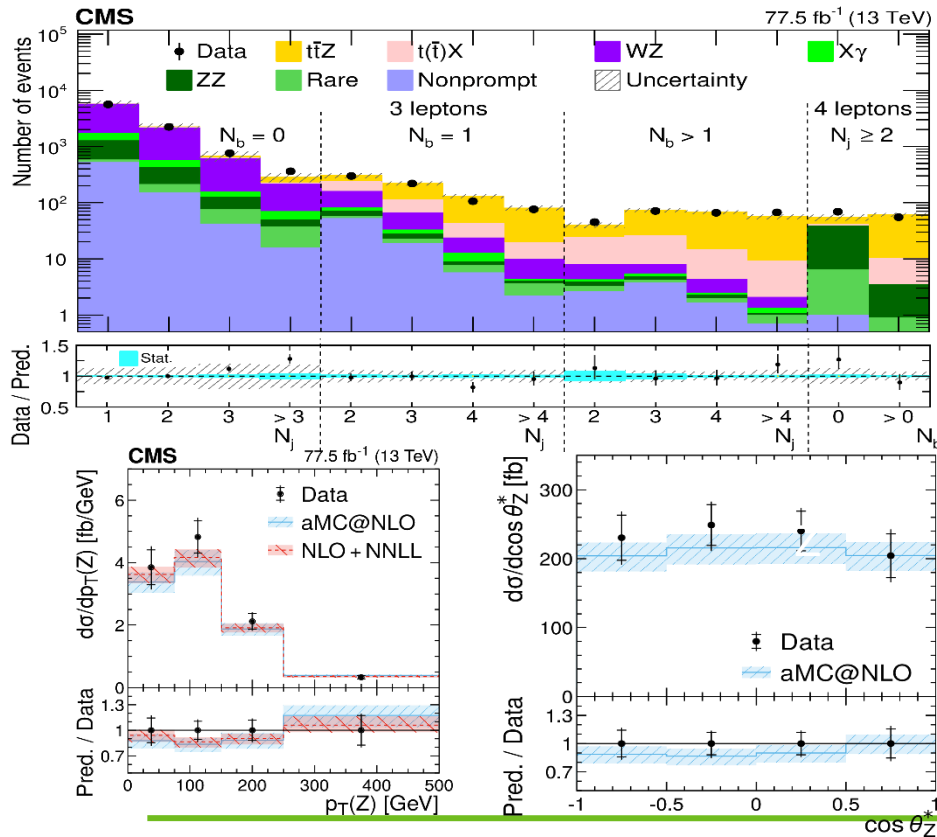 CMS 77.5 fb⁻¹ (13 TeV)
Number of events
10⁵
10⁴
10³
10²
10
1
Data tt̄Z t(t̄)X WZ Xγ
ZZ Rare Nonprompt Uncertainty
3 leptons 4 leptons
N_b = 0 N_b = 1 N_b > 1 N_j ≥ 2
Data / Pred.
1.5
1
0.5
Stat.
1 2 3 >3 2 3 4 >4 2 3 4 >4 0 >0
N_j N_j N_j N_b
CMS 77.5 fb⁻¹ (13 TeV)
dσ/dp_T(Z) [fb/GeV]
6
4
2
0
Data
aMC@NLO
NLO+NNLL
Pred. / Data
1.3
1
0.7
0 100 200 300 400 500
p_T(Z) [GeV]
dσ/dcos θ*_Z [fb]
300
200
100
0
Data
aMC@NLO
Pred. / Data
1.3
1
0.7
-1 -0.5 0 0.5 1
cos θ*_Z